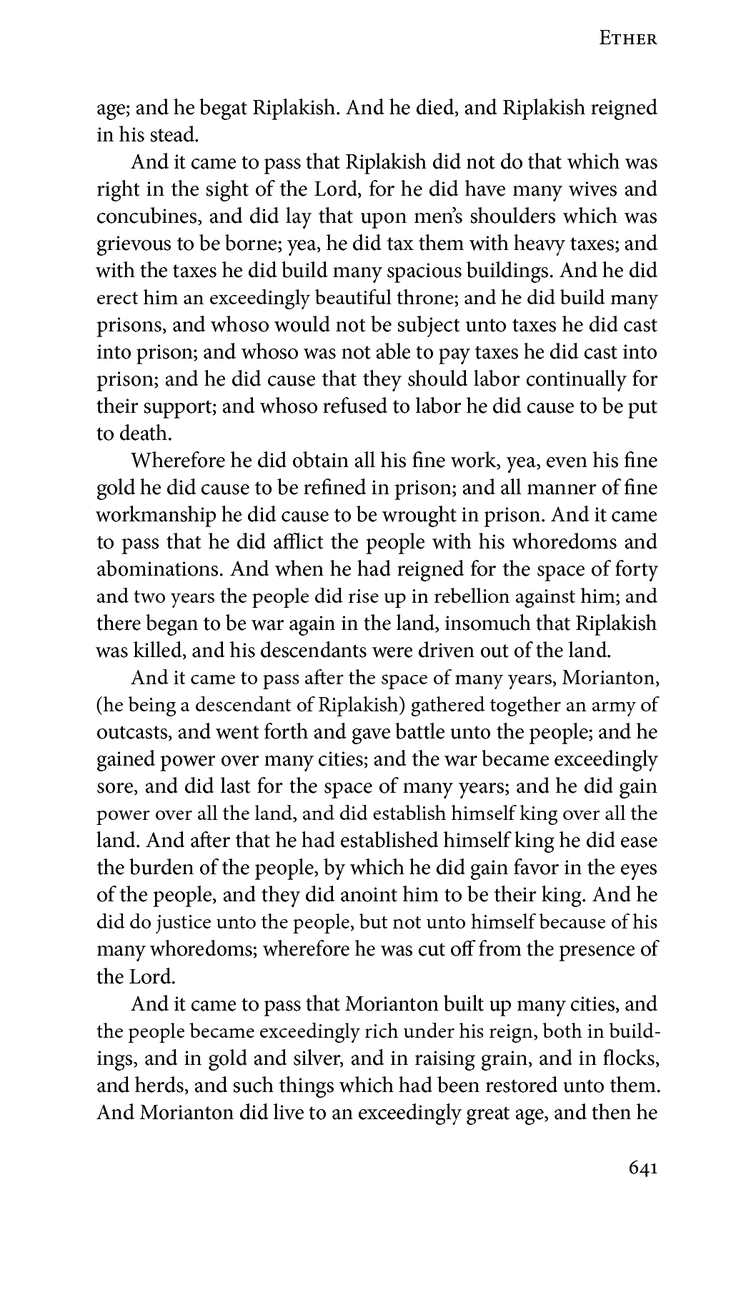 Ether
age; and he begat Riplakish. And he died, and Riplakish reigned
in his stead.
And it came to pass that Riplakish did not do that which was
right in the sight of the Lord, for he did have many wives and
concubines, and did lay that upon men’s shoulders which was
grievous to be borne; yea, he did tax them with heavy taxes; and
with the taxes he did build many spacious buildings. And he did
erect him an exceedingly beautiful throne; and he did build many
prisons, and whoso would not be subject unto taxes he did cast
into prison; and whoso was not able to pay taxes he did cast into
prison; and he did cause that they should labor continually for
their support; and whoso refused to labor he did cause to be put
to death.
Wherefore he did obtain all his fine work, yea, even his fine
gold he did cause to be refined in prison; and all manner of fine
workmanship he did cause to be wrought in prison. And it came
to pass that he did afflict the people with his whoredoms and
abominations. And when he had reigned for the space of forty
and two years the people did rise up in rebellion against him; and
there began to be war again in the land, insomuch that Riplakish
was killed, and his descendants were driven out of the land.
And it came to pass after the space of many years, Morianton,
(he being a descendant of Riplakish) gathered together an army of
outcasts, and went forth and gave battle unto the people; and he
gained power over many cities; and the war became exceedingly
sore, and did last for the space of many years; and he did gain
power over all the land, and did establish himself king over all the
land. And after that he had established himself king he did ease
the burden of the people, by which he did gain favor in the eyes
of the people, and they did anoint him to be their king. And he
did do justice unto the people, but not unto himself because of his
many whoredoms; wherefore he was cut off from the presence of
the Lord.
And it came to pass that Morianton built up many cities, and
the people became exceedingly rich under his reign, both in build-
ings, and in gold and silver, and in raising grain, and in flocks,
and herds, and such things which had been restored unto them.
And Morianton did live to an exceedingly great age, and then he
641